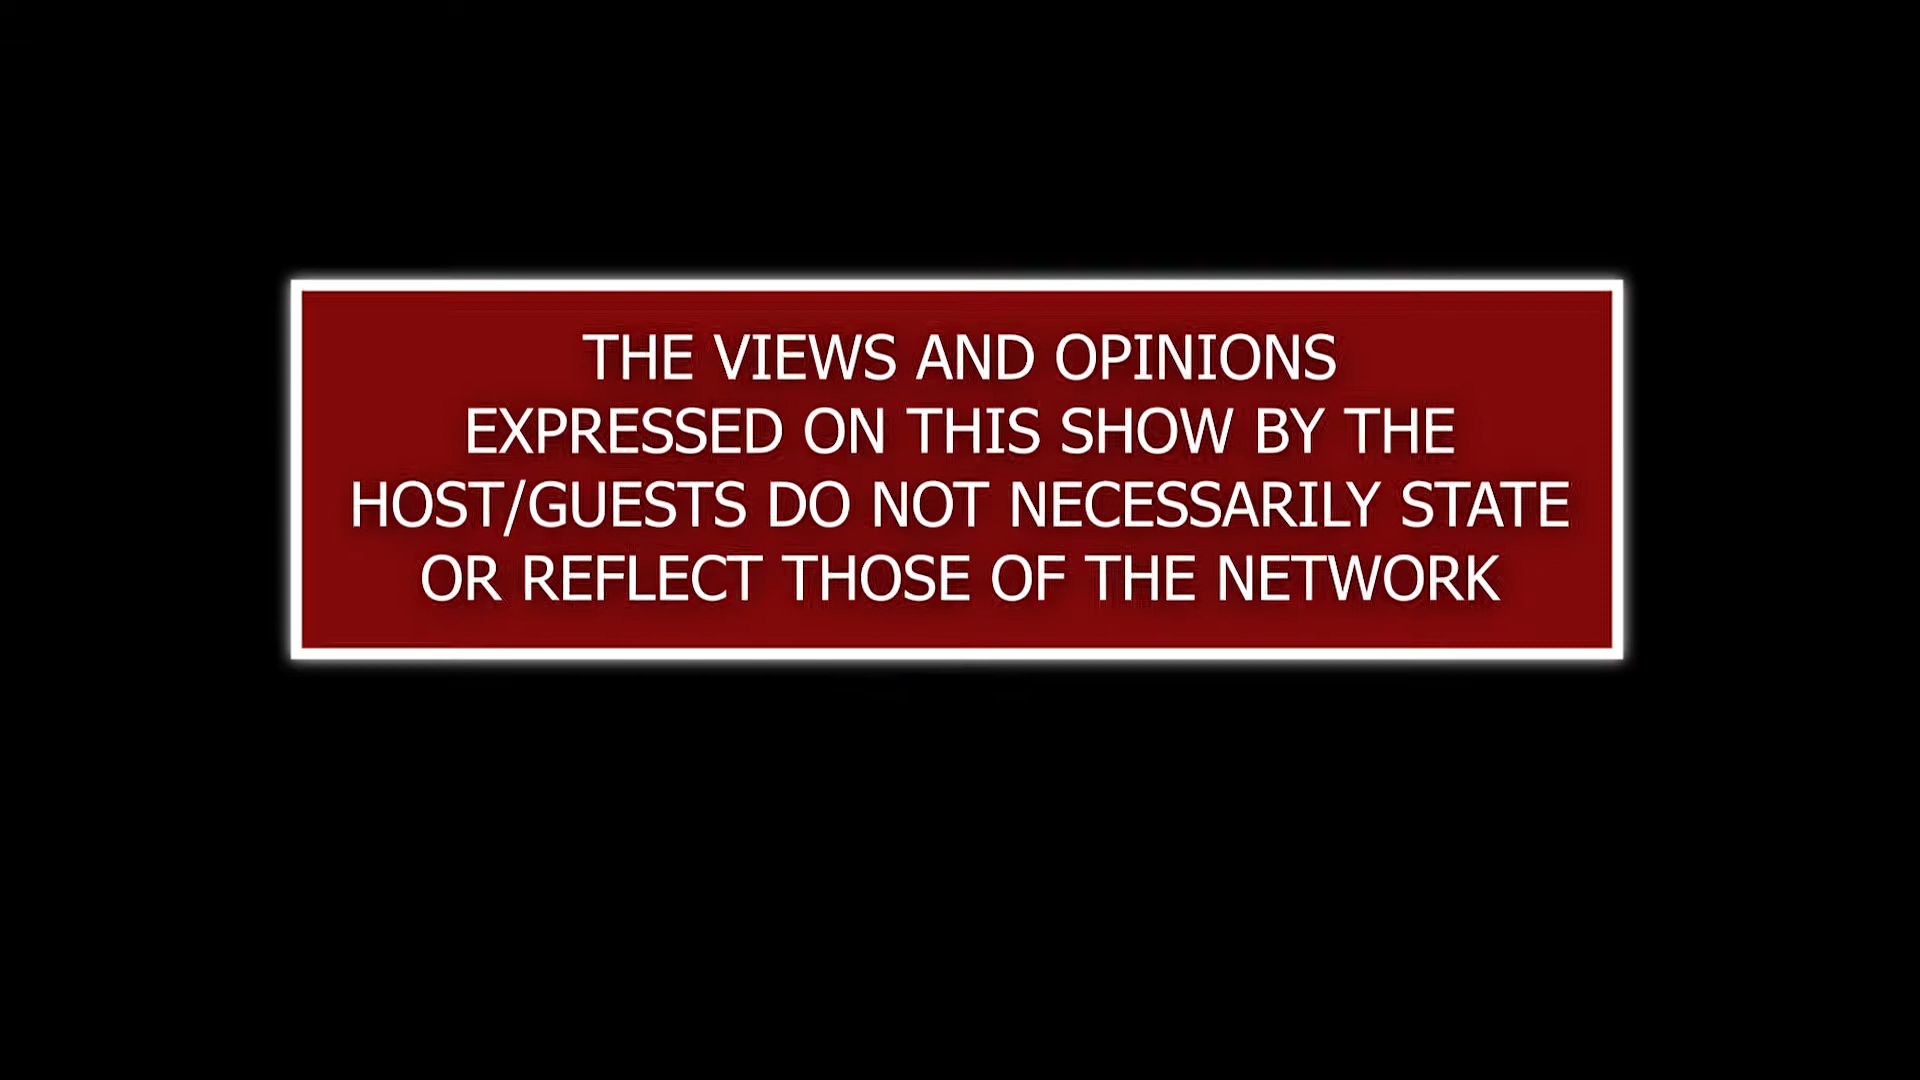 THE VIEWS AND OPINIONS
EXPRESSED ON THIS SHOW BY THE
HOST/GUESTS DO NOT NECESSARILY STATE
OR REFLECT THOSE OF THE NETWORK